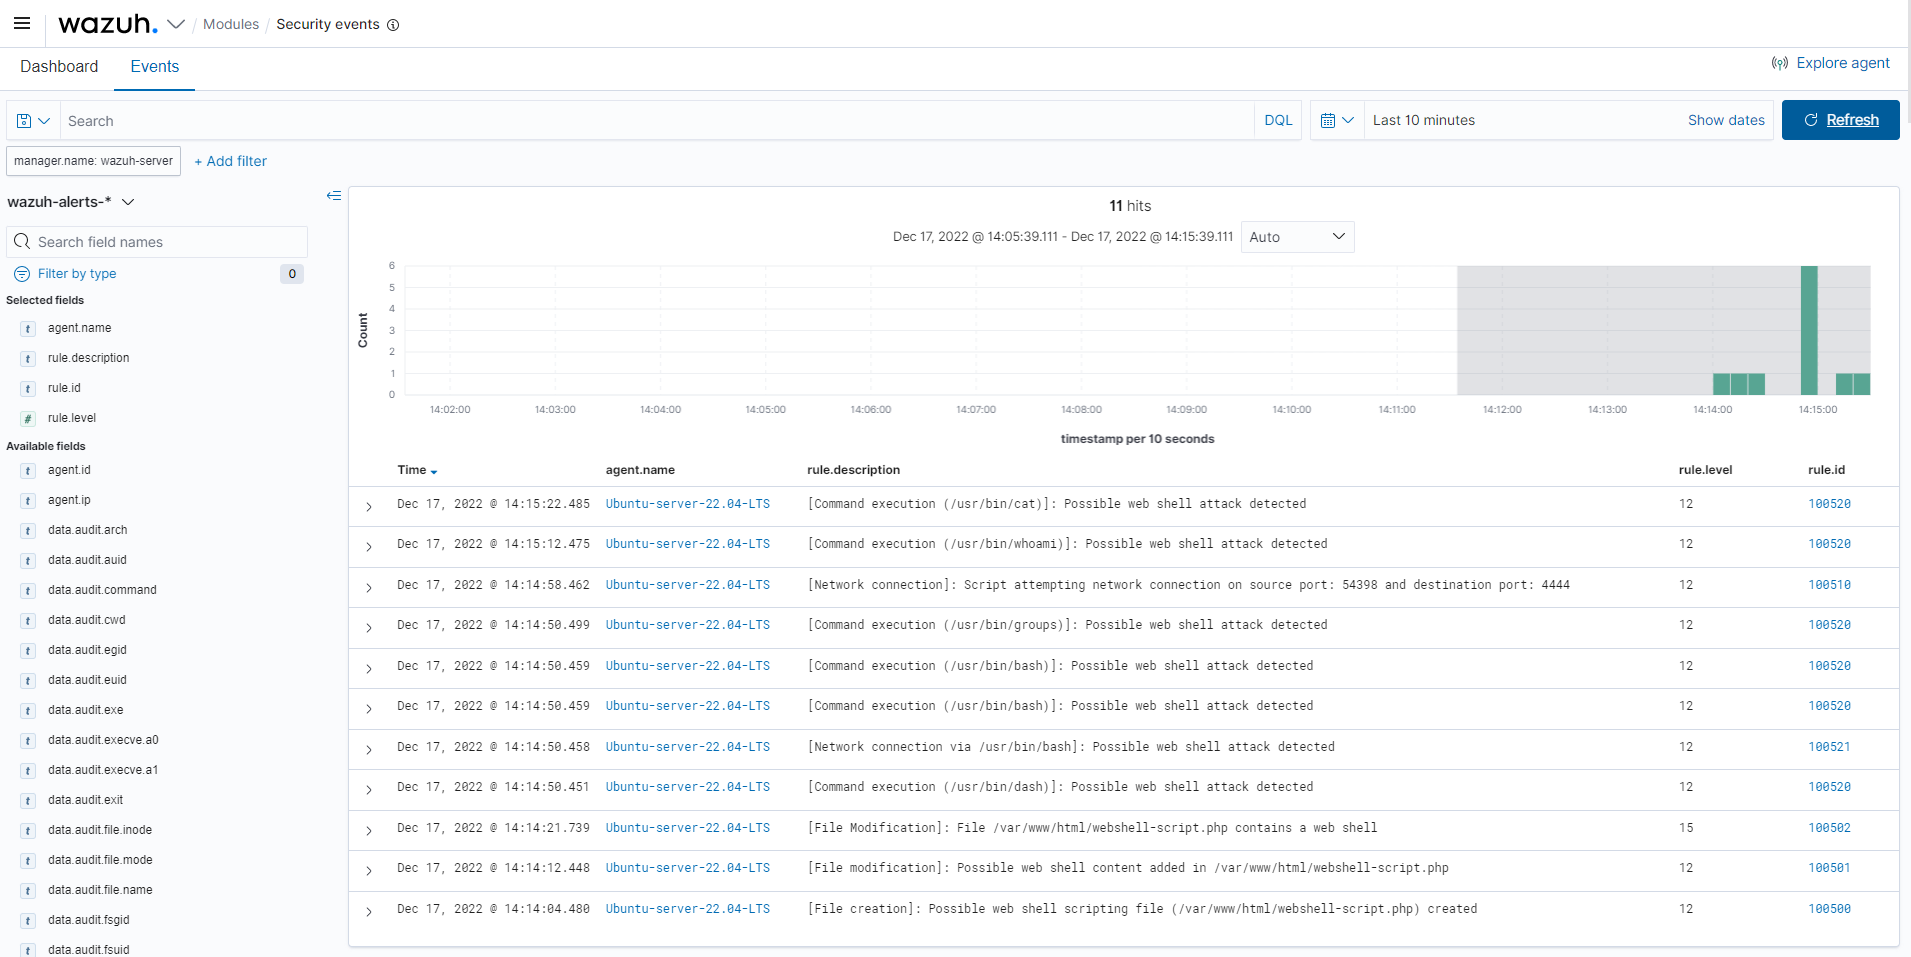 wazuh. / Modules / Security events
Dashboard Events Explore agent
Search DQL Last 10 minutes Show dates Refresh
manager.name: wazuh-server + Add filter
wazuh-alerts-*
Search field names
Filter by type 0
Selected fields
t agent.name
t rule.description
t rule.id
# rule.level
Available fields
t agent.id
t agent.ip
t data.audit.arch
t data.audit.auid
t data.audit.command
t data.audit.cwd
t data.audit.egid
t data.audit.euid
t data.audit.exe
t data.audit.execve.a0
t data.audit.execve.a1
t data.audit.exit
t data.audit.file.inode
t data.audit.file.mode
t data.audit.file.name
t data.audit.fsgid
t data.audit.fsuid
11 hits
Dec 17, 2022 @ 14:05:39.111 - Dec 17, 2022 @ 14:15:39.111 Auto
Count
6
5
4
3
2
1
0
14:02:00 14:03:00 14:04:00 14:05:00 14:06:00 14:07:00 14:08:00 14:09:00 14:10:00 14:11:00 14:12:00 14:13:00 14:14:00 14:15:00
timestamp per 10 seconds
Time agent.name rule.description rule.level rule.id
Dec 17, 2022 @ 14:15:22.485 Ubuntu-server-22.04-LTS [Command execution (/usr/bin/cat)]: Possible web shell attack detected 12 100520
Dec 17, 2022 @ 14:15:12.475 Ubuntu-server-22.04-LTS [Command execution (/usr/bin/whoami)]: Possible web shell attack detected 12 100520
Dec 17, 2022 @ 14:14:58.462 Ubuntu-server-22.04-LTS [Network connection]: Script attempting network connection on source port: 54398 and destination port: 4444 12 100510
Dec 17, 2022 @ 14:14:50.499 Ubuntu-server-22.04-LTS [Command execution (/usr/bin/groups)]: Possible web shell attack detected 12 100520
Dec 17, 2022 @ 14:14:50.459 Ubuntu-server-22.04-LTS [Command execution (/usr/bin/bash)]: Possible web shell attack detected 12 100520
Dec 17, 2022 @ 14:14:50.459 Ubuntu-server-22.04-LTS [Command execution (/usr/bin/bash)]: Possible web shell attack detected 12 100520
Dec 17, 2022 @ 14:14:50.458 Ubuntu-server-22.04-LTS [Network connection via /usr/bin/bash]: Possible web shell attack detected 12 100521
Dec 17, 2022 @ 14:14:50.451 Ubuntu-server-22.04-LTS [Command execution (/usr/bin/dash)]: Possible web shell attack detected 12 100520
Dec 17, 2022 @ 14:14:21.739 Ubuntu-server-22.04-LTS [File Modification]: File /var/www/html/webshell-script.php contains a web shell 15 100502
Dec 17, 2022 @ 14:14:12.448 Ubuntu-server-22.04-LTS [File modification]: Possible web shell content added in /var/www/html/webshell-script.php 12 100501
Dec 17, 2022 @ 14:14:04.480 Ubuntu-server-22.04-LTS [File creation]: Possible web shell scripting file (/var/www/html/webshell-script.php) created 12 100500